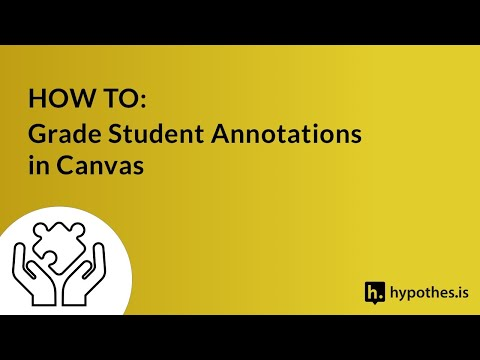 HOW TO:
Grade Student Annotations
in Canvas
h. hypothes.is